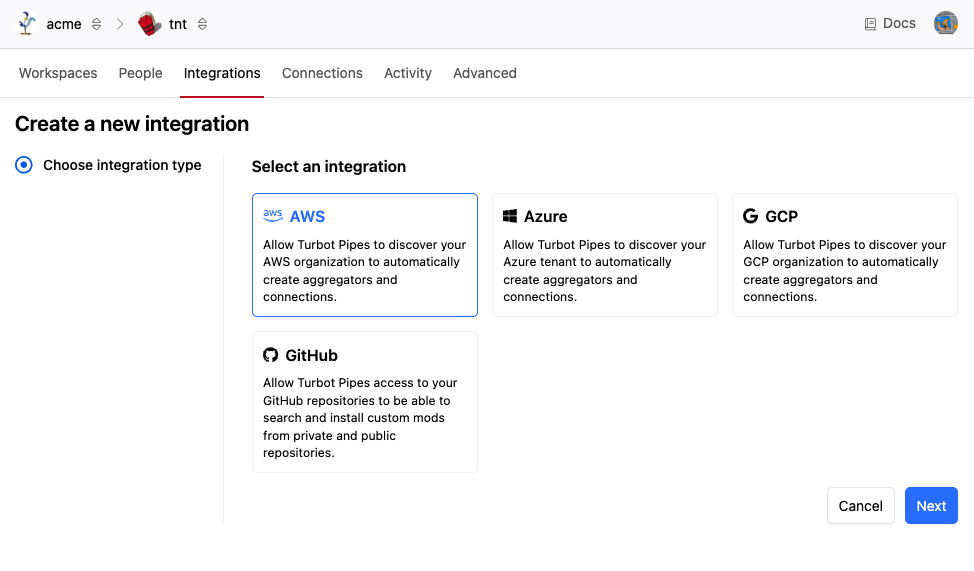 acme
tnt
Docs
Workspaces
People
Integrations
Connections
Activity
Advanced
Create a new integration
Choose integration type
Select an integration
aws AWS
Allow Turbot Pipes to discover your
AWS organization to automatically
create aggregators and
connections.
Azure
Allow Turbot Pipes to discover your
Azure tenant to automatically
create aggregators and
connections.
GCP
Allow Turbot Pipes to discover your
GCP organization to automatically
create aggregators and
connections.
GitHub
Allow Turbot Pipes access to your
GitHub repositories to be able to
search and install custom mods
from private and public
repositories.
Cancel
Next